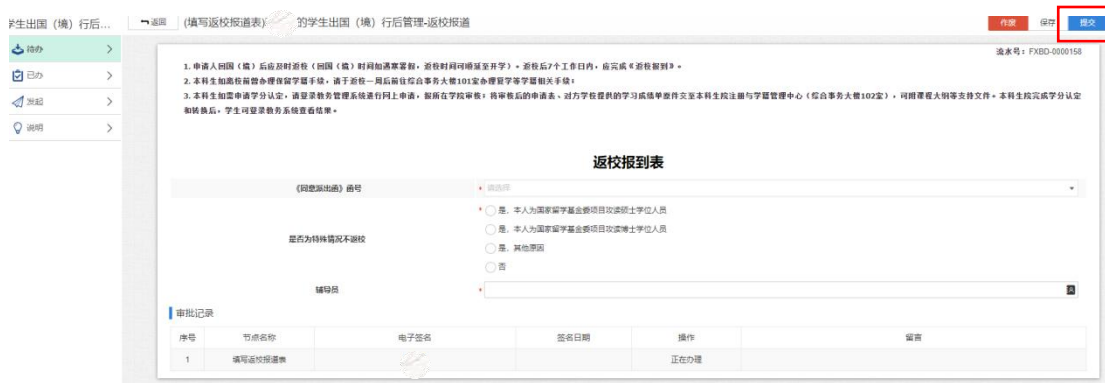 学生出国（境）行后...
返回 (填写返校报道表) 的学生出国（境）行后管理-返校报道
作废 保存 提交
待办
已办
发起
说明
流水号：FXBD-0000158
1. 申请人回国（境）后应及时返校（回国（境）时间如遇寒暑假，返校时间可顺延至开学）。返校后7个工作日内，应完成《返校报到》。
2. 本科生如离校前曾办理保留学籍手续，请于返校一周后前往综合事务大楼101室办理复学等学籍相关手续；
3. 本科生如需申请学分认定，请登录教务管理系统进行网上申请，报所在学院审核；将审核后的申请表、对方学校提供的学习成绩单原件交至本科生院注册与学籍管理中心（综合事务大楼102室），可附课程大纲等支持文件。本科生院完成学分认定
和转换后，学生可登录教务系统查看结果。
返校报到表
《同意派出函》函号
* 请选择
是否为特殊情况不返校
* 是，本人为国家留学基金委项目攻读硕士学位人员
是，本人为国家留学基金委项目攻读博士学位人员
是，其他原因
否
辅导员
*
审批记录
序号 节点名称 电子签名 签名日期 操作 留言
1 填写返校报道表 正在办理